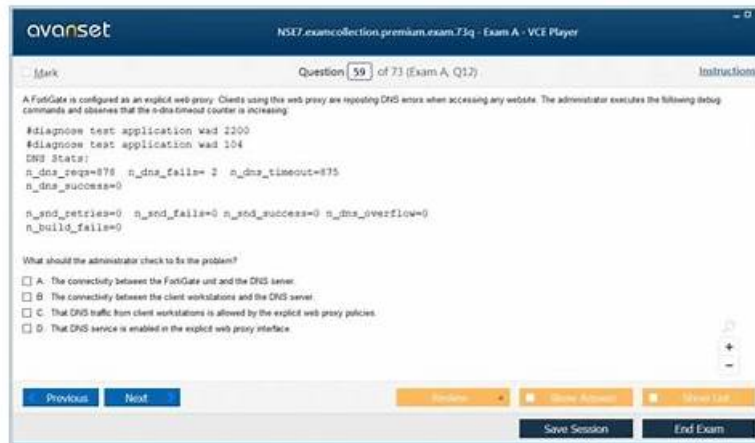 avanset
NSE7.examcollection.premium.exam.73q - Exam A - VCE Player
Mark
Question 59 of 73 (Exam A, Q12)
Instructions
A FortiGate is configured as an explicit web proxy. Clients using this web proxy are reposting DNS errors when accessing any website. The administrator executes the following debug
commands and observes that the n-dns-timeout counter is increasing:
#diagnose test application wad 2200
#diagnose test application wad 104
DNS Stats:
n_dns_reqs=878 n_dns_fails= 2 n_dns_timeout=875
n_dns_success=0
n_snd_retries=0 n_snd_fails=0 n_snd_success=0 n_dns_overflow=0
n_build_fails=0
What should the administrator check to fix the problem?
A. The connectivity between the FortiGate unit and the DNS server.
B. The connectivity between the client workstations and the DNS server.
C. That DNS traffic from client workstations is allowed by the explicit web proxy policies.
D. That DNS service is enabled in the explicit web proxy interface.
Previous
Next
Review
Show Answer
Show List
Save Session
End Exam